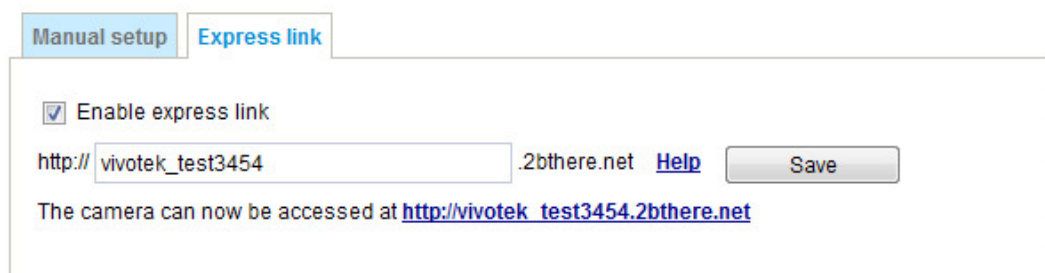 Manual setup Express link
Enable express link
http:// vivotek_test3454 .2bthere.net Help Save
The camera can now be accessed at http://vivotek_test3454.2bthere.net